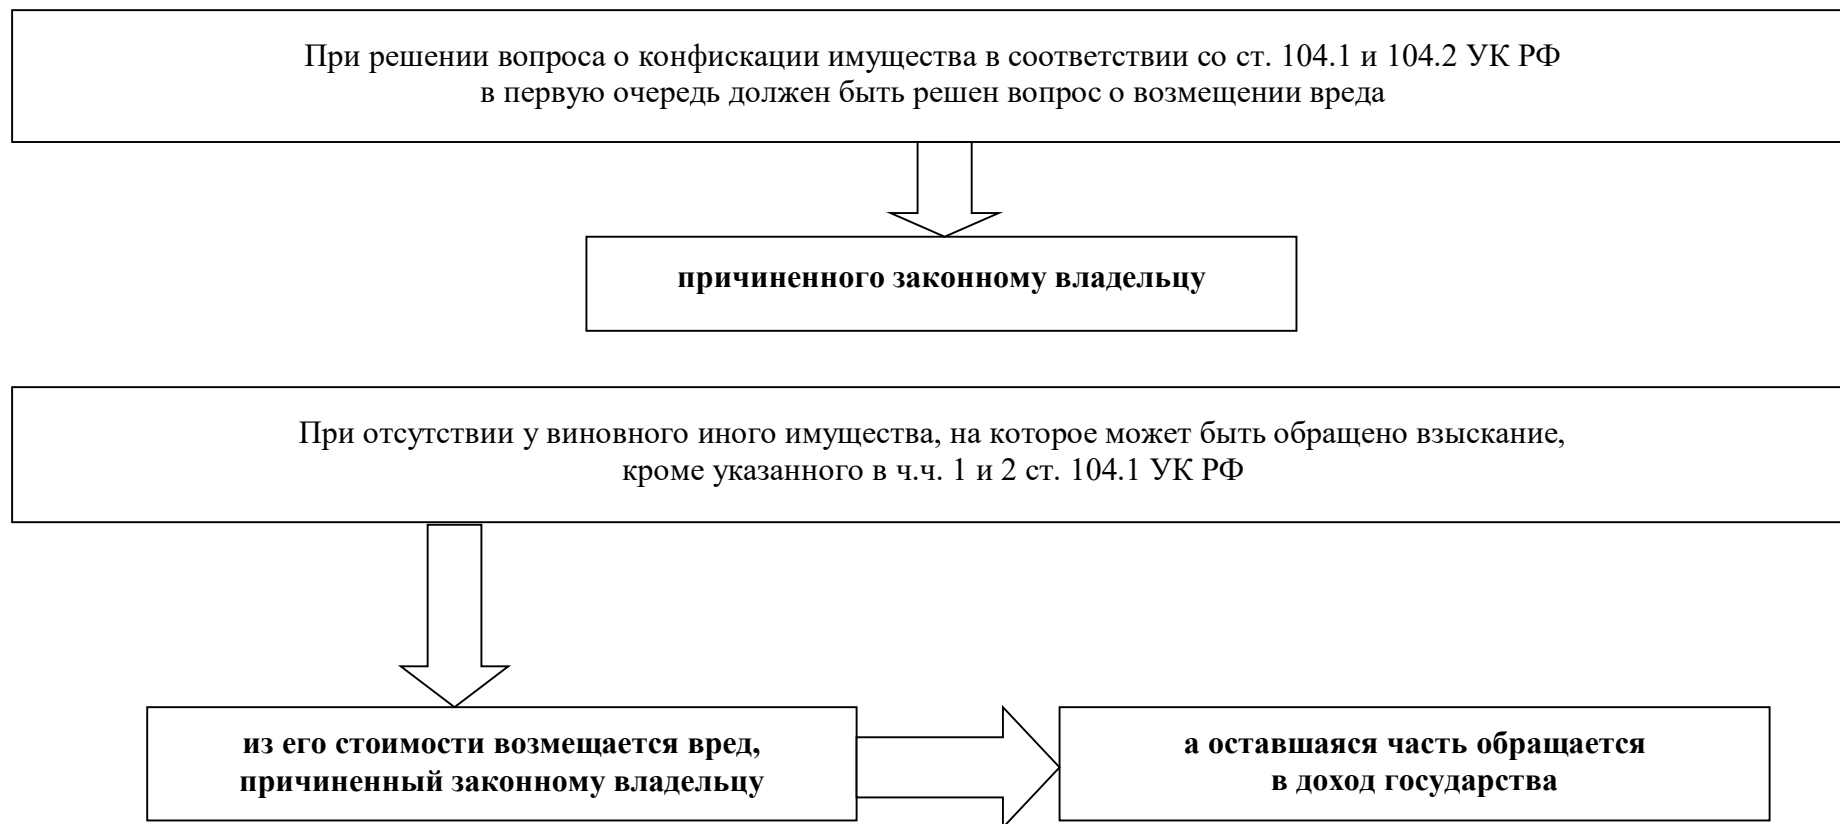 При решении вопроса о конфискации имущества в соответствии со ст. 104.1 и 104.2 УК РФ
в первую очередь должен быть решен вопрос о возмещении вреда
причиненного законному владельцу
При отсутствии у виновного иного имущества, на которое может быть обращено взыскание,
кроме указанного в ч.ч. 1 и 2 ст. 104.1 УК РФ
из его стоимости возмещается вред,
причиненный законному владельцу
а оставшаяся часть обращается
в доход государства